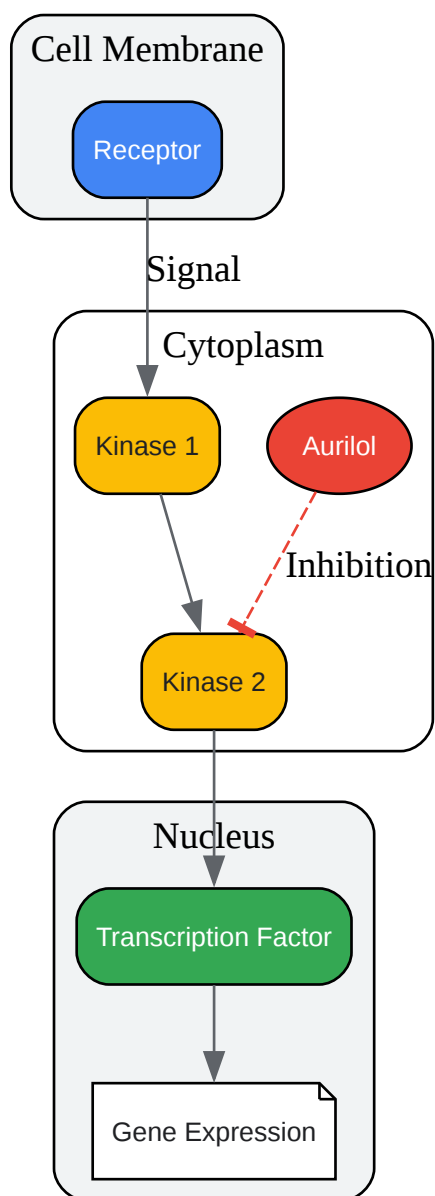 Cell Membrane
Receptor
Signal
Cytoplasm
Kinase 1
Aurilol
Inhibition
Kinase 2
Nucleus
Transcription Factor
Gene Expression